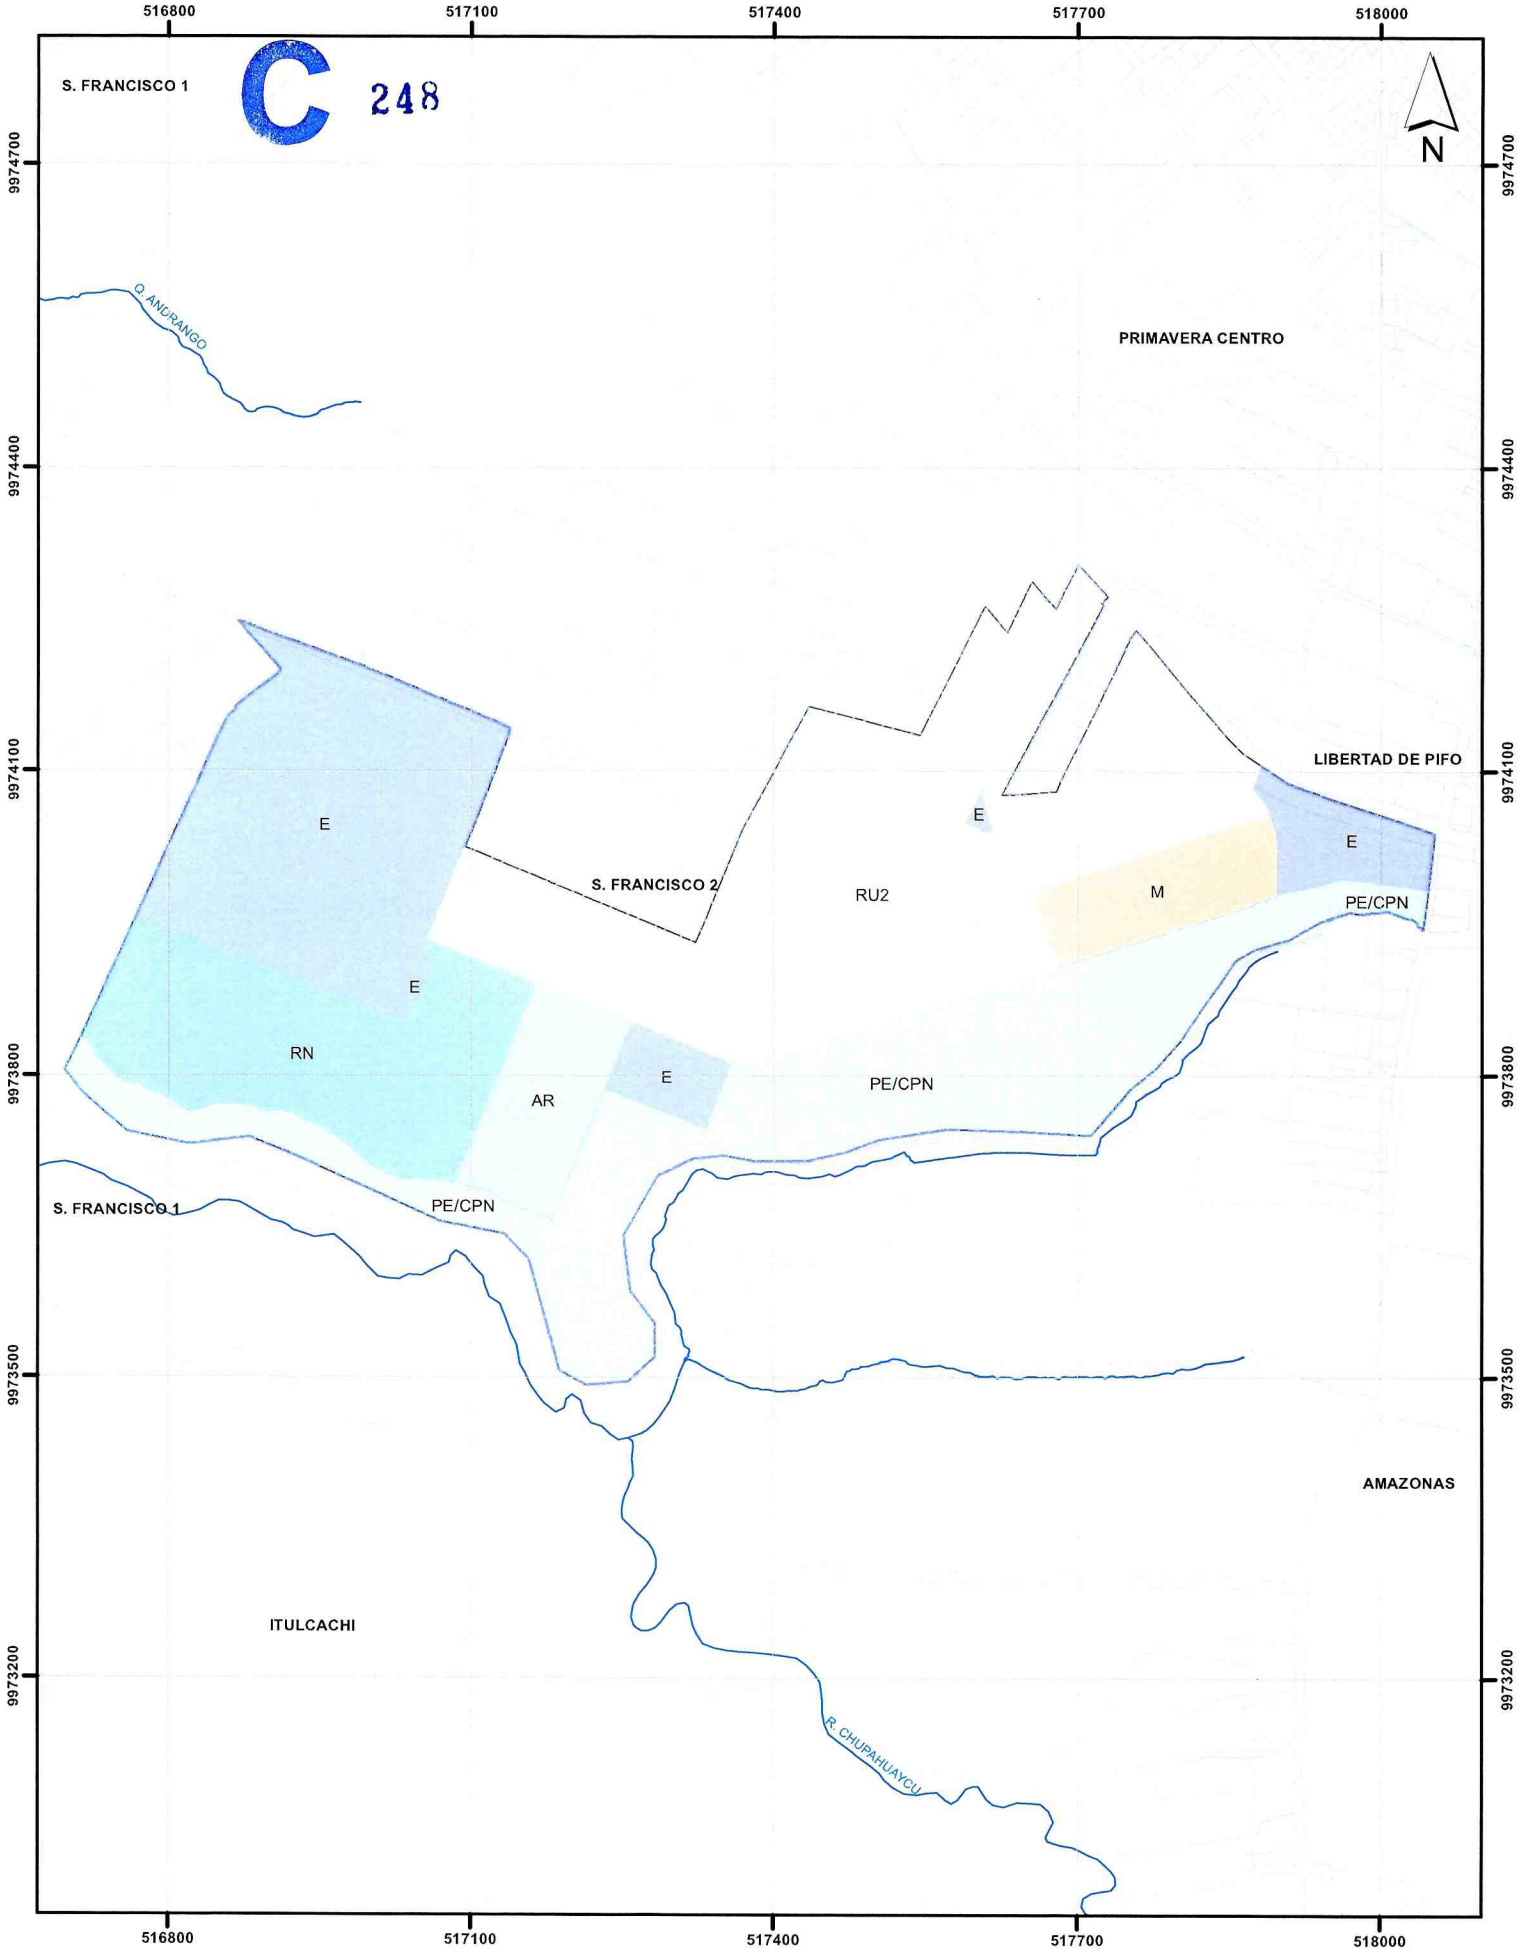 516800 517100 517400 517700 518000
S. FRANCISCO 1
C 248
N
9974700 9974700
Q. ANDRANGO
PRIMAVERA CENTRO
9974400 9974400
9974100 9974100
LIBERTAD DE PIFO
E
E
E
S. FRANCISCO 2
RU2
M
PE/CPN
E
RN
9973800 9973800
E
PE/CPN
AR
PE/CPN
S. FRANCISCO 1
9973500 9973500
AMAZONAS
ITULCACHI
9973200 9973200
R. CHUPAHUAYCU
516800 517100 517400 517700 518000